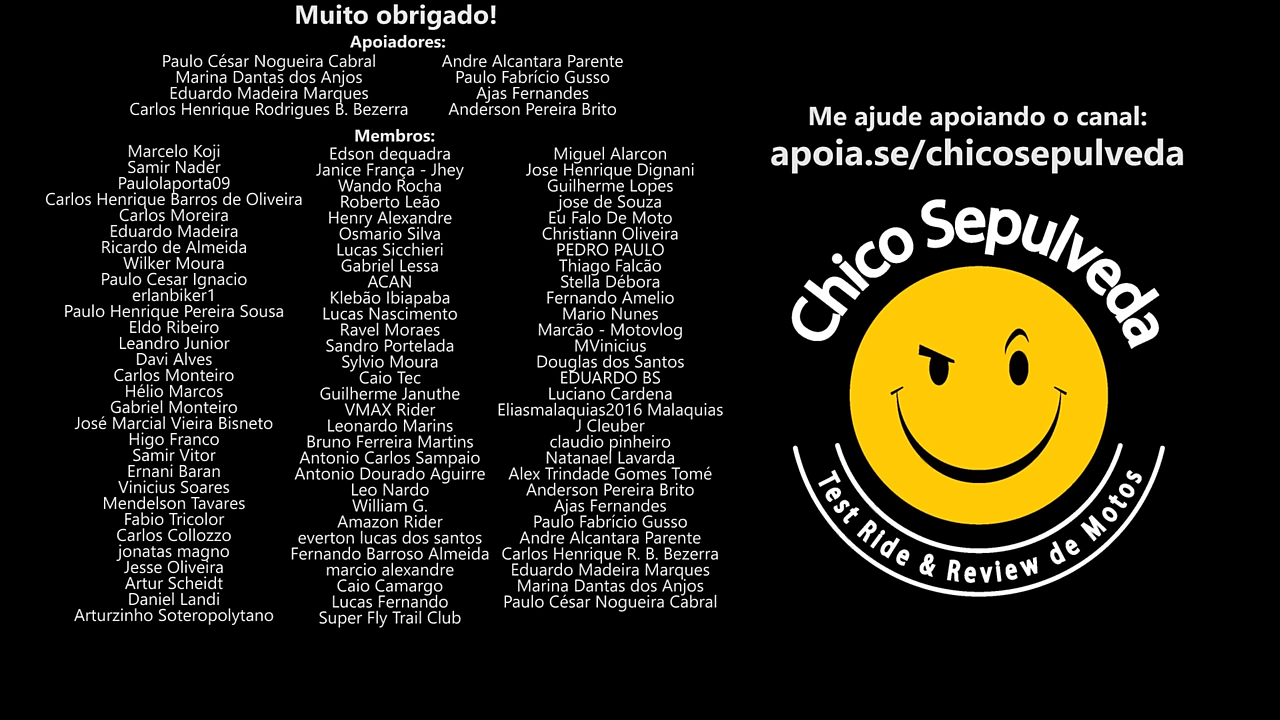 Muito obrigado!
Apoiadores:
Paulo César Nogueira Cabral
Marina Dantas dos Anjos
Eduardo Madeira Marques
Carlos Henrique Rodrigues B. Bezerra
Andre Alcantara Parente
Paulo Fabrício Gusso
Ajas Fernandes
Anderson Pereira Brito
Membros:
Marcelo Koji
Samir Nader
Paulolaporta09
Carlos Henrique Barros de Oliveira
Carlos Moreira
Eduardo Madeira
Ricardo de Almeida
Wilker Moura
Paulo Cesar Ignacio
erlanbiker1
Paulo Henrique Pereira Sousa
Eldo Ribeiro
Leandro Junior
Davi Alves
Carlos Monteiro
Hélio Marcos
Gabriel Monteiro
José Marcial Vieira Bisneto
Higo Franco
Samir Vitor
Ernani Baran
Vinicius Soares
Mendelson Tavares
Fabio Tricolor
Carlos Collozzo
jonatas magno
Jesse Oliveira
Artur Scheidt
Daniel Landi
Arturzinho Soteropolytano
Edson dequadra
Janice França - Jhey
Wando Rocha
Roberto Leão
Henry Alexandre
Osmario Silva
Lucas Sicchieri
Gabriel Lessa
ACAN
Klebão Ibiapaba
Lucas Nascimento
Ravel Moraes
Sandro Portelada
Sylvio Moura
Caio Tec
Guilherme Januthe
VMAX Rider
Leonardo Marins
Bruno Ferreira Martins
Antonio Carlos Sampaio
Antonio Dourado Aguirre
Leo Nardo
William G.
Amazon Rider
everton lucas dos santos
Fernando Barroso Almeida
marcio alexandre
Caio Camargo
Lucas Fernando
Super Fly Trail Club
Miguel Alarcon
Jose Henrique Dignani
Guilherme Lopes
jose de Souza
Eu Falo De Moto
Christiann Oliveira
PEDRO PAULO
Thiago Falcão
Stella Débora
Fernando Amelio
Mario Nunes
Marcão - Motovlog
MVinicius
Douglas dos Santos
EDUARDO BS
Luciano Cardena
Eliasmalaquias2016 Malaquias
J Cleuber
claudio pinheiro
Natanael Lavarda
Alex Trindade Gomes Tomé
Anderson Pereira Brito
Ajas Fernandes
Paulo Fabrício Gusso
Andre Alcantara Parente
Carlos Henrique R. B. Bezerra
Eduardo Madeira Marques
Marina Dantas dos Anjos
Paulo César Nogueira Cabral
Me ajude apoiando o canal:
apoia.se/chicosepulveda
Chico Sepulveda
Test Ride & Review de Motos